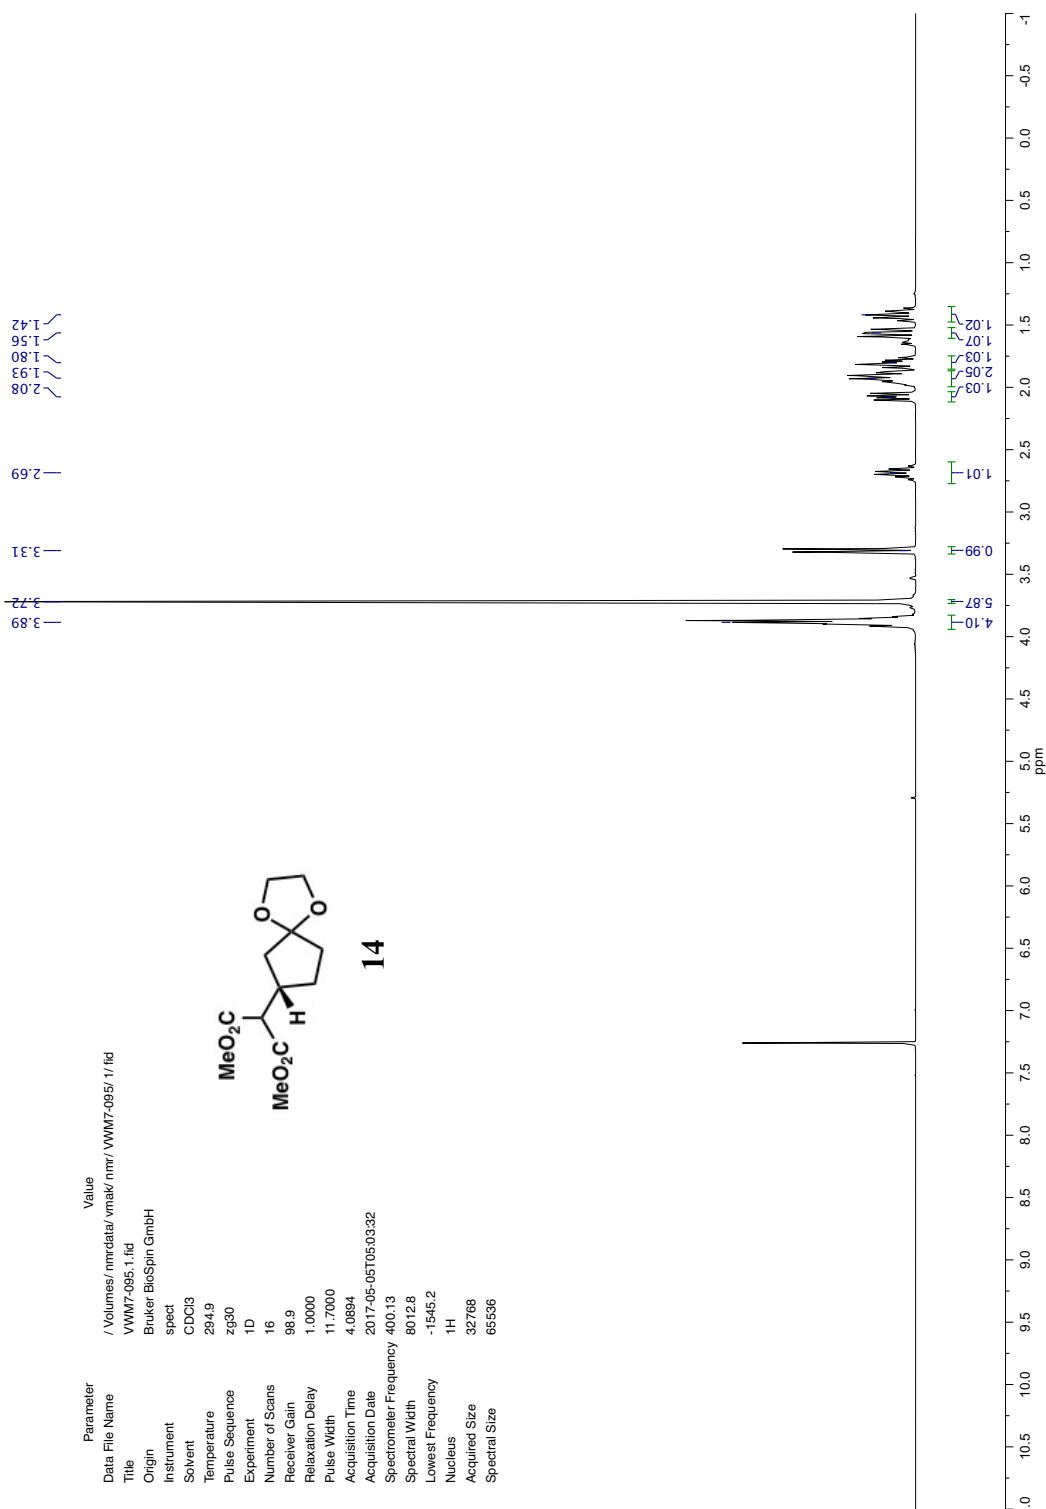 Parameter Value
Data File Name / Volumes/ nmrdata/ vmak/ nmr/ VWM7-095/ 1/ fid
Title VWM7-095.1.fid
Origin Bruker BioSpin GmbH
Instrument spect
Solvent CDCl3
Temperature 294.9
Pulse Sequence zg30
Experiment 1D
Number of Scans 16
Receiver Gain 98.9
Relaxation Delay 1.0000
Pulse Width 11.7000
Acquisition Time 4.0894
Acquisition Date 2017-05-05T05:03:32
Spectrometer Frequency 400.13
Spectral Width 8012.8
Lowest Frequency -1545.2
Nucleus 1H
Acquired Size 32768
Spectral Size 65536
MeO2C
MeO2C
H
O
O
14
3.89
3.72
3.31
2.69
2.08
1.93
1.80
1.56
1.42
4.10
5.87
0.99
1.01
1.03
2.05
1.03
1.07
1.02
.0 10.5 10.0 9.5 9.0 8.5 8.0 7.5 7.0 6.5 6.0 5.5 5.0 4.5 4.0 3.5 3.0 2.5 2.0 1.5 1.0 0.5 0.0 -0.5 -1
ppm